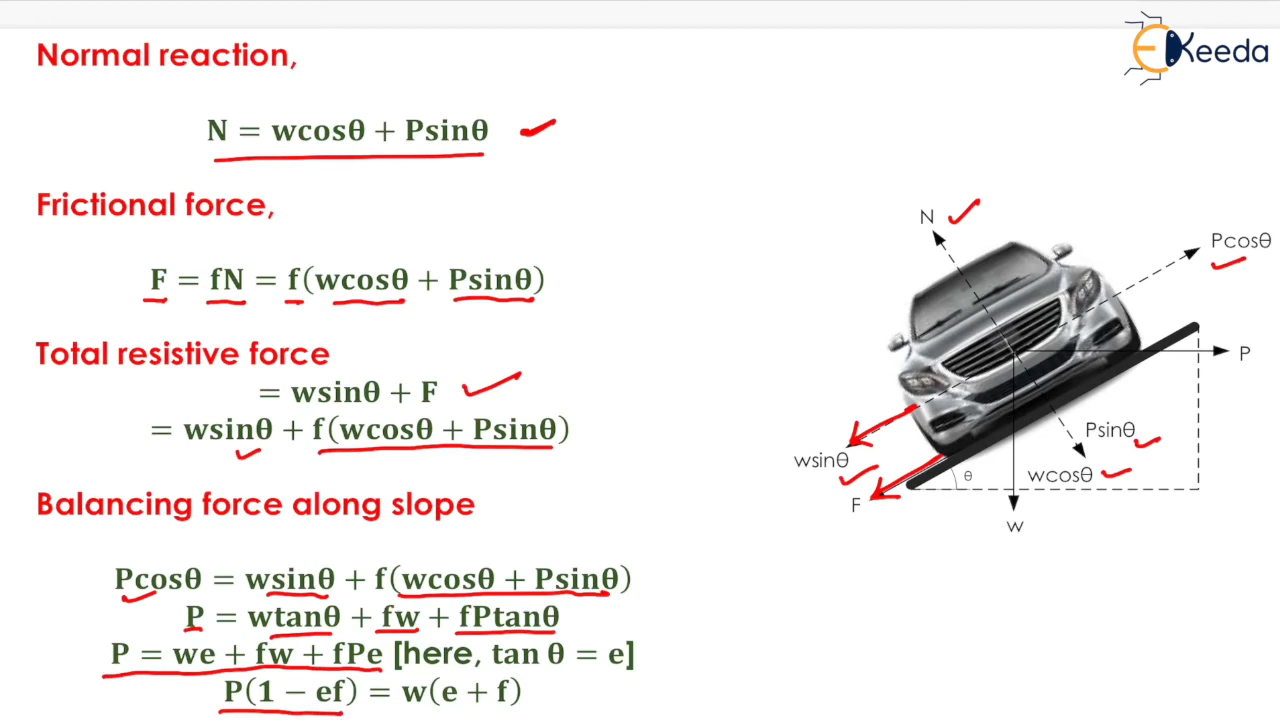 EKeeda
Normal reaction,
N = wcosθ + Psinθ
Frictional force,
F = fN = f(wcosθ + Psinθ)
Total resistive force
= wsinθ + F
= wsinθ + f(wcosθ + Psinθ)
Balancing force along slope
Pcosθ = wsinθ + f(wcosθ + Psinθ)
P = wtanθ + fw + fPtanθ
P = we + fw + fPe [here, tan θ = e]
P(1 − ef) = w(e + f)
N
Pcosθ
P
Psinθ
wsinθ
wcosθ
θ
F
w